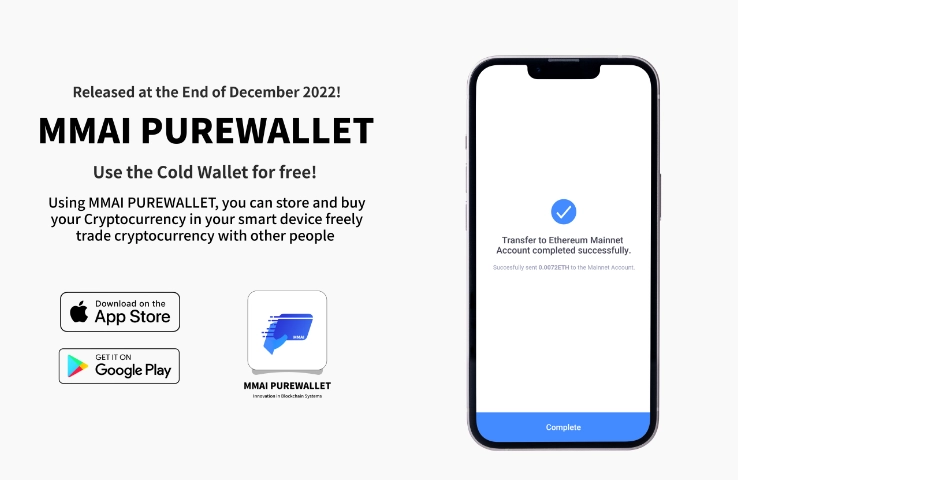 Released at the End of December 2022!
MMAI PUREWALLET
Use the Cold Wallet for free!
Using MMAI PUREWALLET, you can store and buy
your Cryptocurrency in your smart device freely
trade cryptocurrency with other people
Download on the
App Store
GET IT ON
Google Play
MMAI
MMAI PUREWALLET
Innovation in Blockchain Systems
Transfer to Ethereum Mainnet
Account completed successfully.
Succesfully sent 0.0072ETH to the Mainnet Account.
Complete